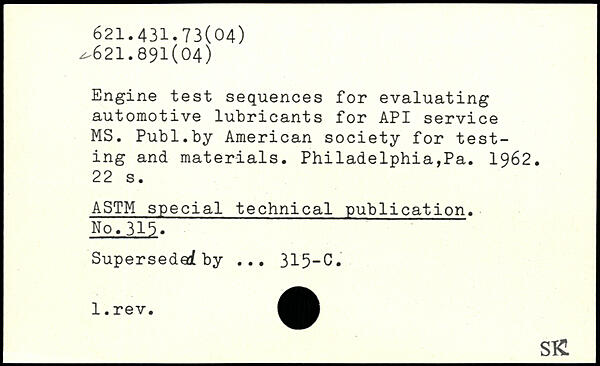 621.431.73(04)
621.891(04)
Engine test sequences for evaluating
automotive lubricants for API service
MS. Publ.by American society for test-
ing and materials. Philadelphia,Pa. 1962.
22 s.
ASTM special technical publication.
No.315.
Superseded by ... 315-C.
1.rev.
SK